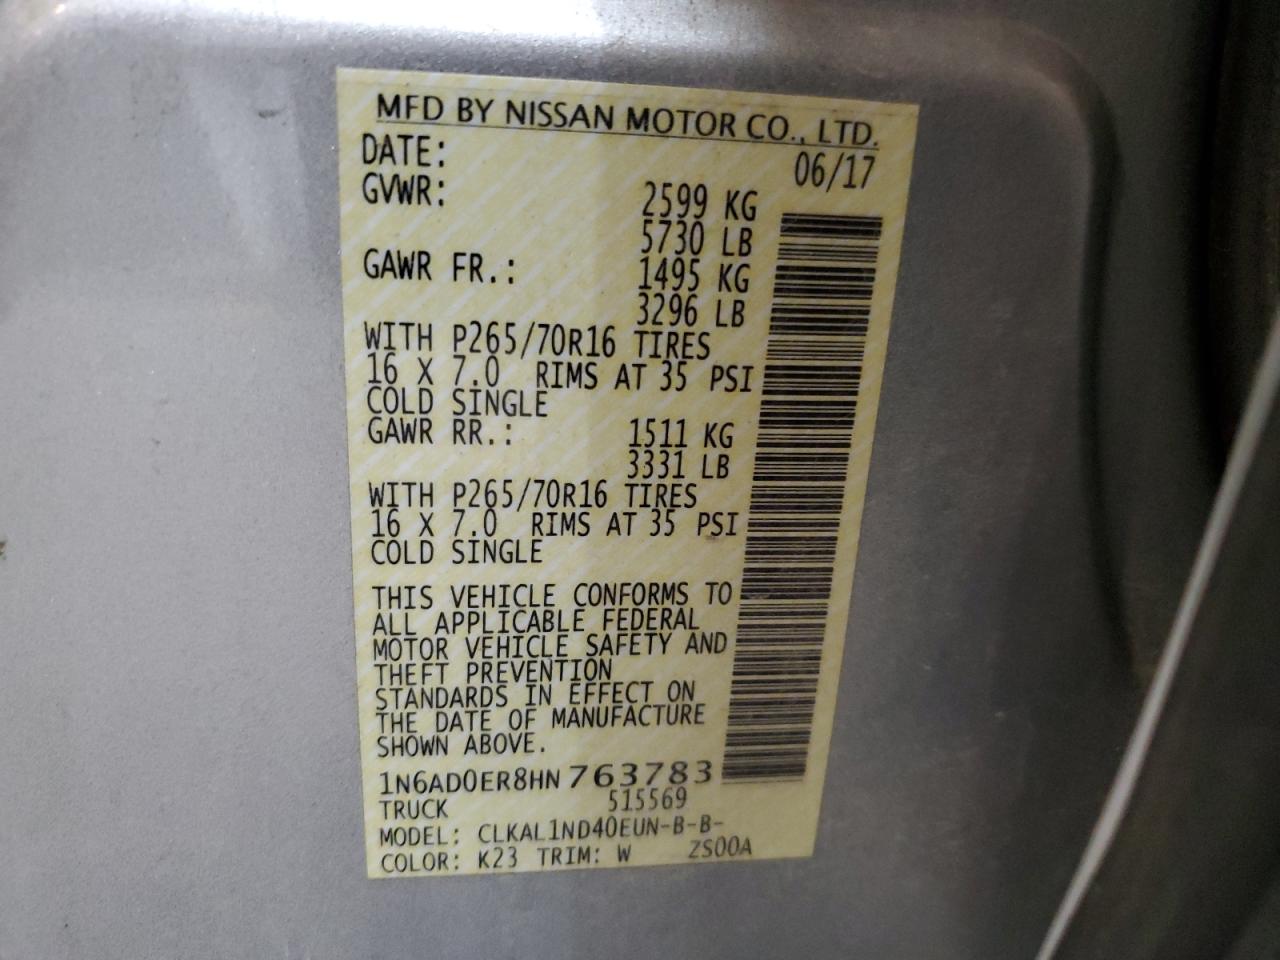 MFD BY NISSAN MOTOR CO., LTD.
DATE: 06/17
GVWR: 2599 KG
5730 LB
GAWR FR.: 1495 KG
3296 LB
WITH P265/70R16 TIRES
16 X 7.0 RIMS AT 35 PSI
COLD SINGLE
GAWR RR.: 1511 KG
3331 LB
WITH P265/70R16 TIRES
16 X 7.0 RIMS AT 35 PSI
COLD SINGLE
THIS VEHICLE CONFORMS TO
ALL APPLICABLE FEDERAL
MOTOR VEHICLE SAFETY AND
THEFT PREVENTION
STANDARDS IN EFFECT ON
THE DATE OF MANUFACTURE
SHOWN ABOVE.
1N6AD0ER8HN763783
TRUCK 515569
MODEL: CLKAL1ND40EUN-B-B-
COLOR: K23 TRIM: W ZS00A